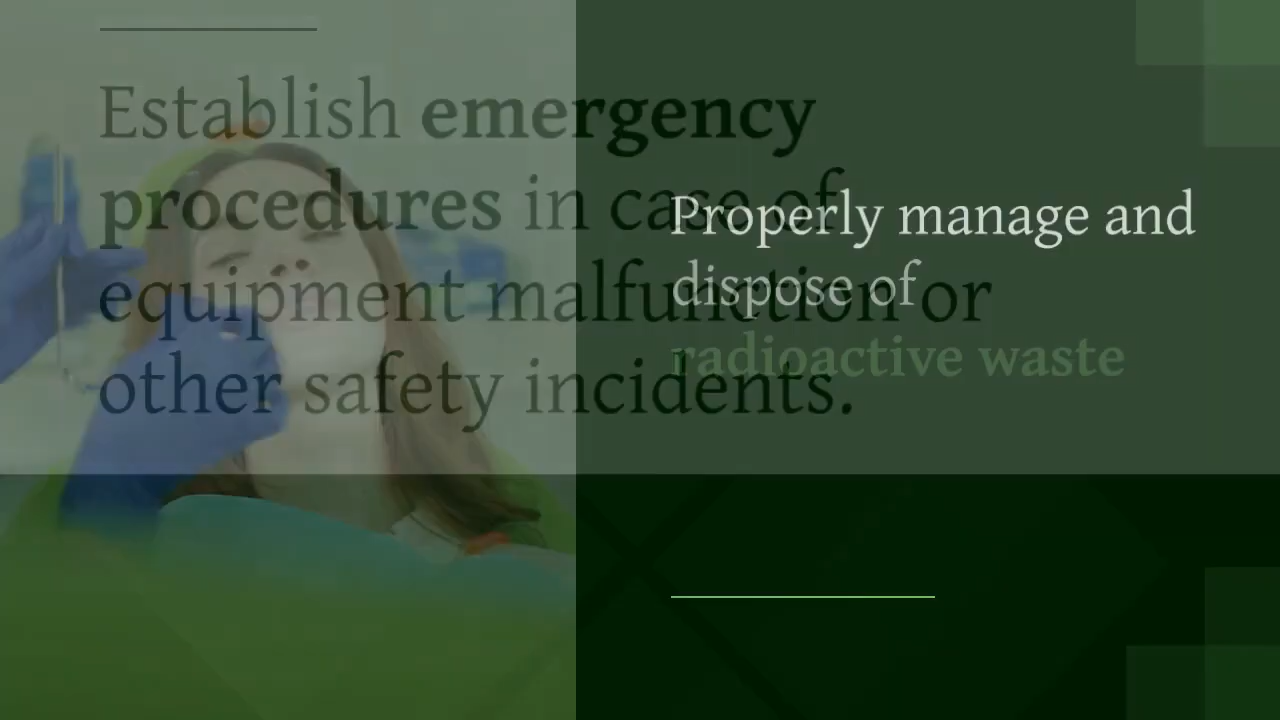 Establish emergency
procedures in case of
equipment malfunction or
other safety incidents.
Properly manage and
dispose of
radioactive waste